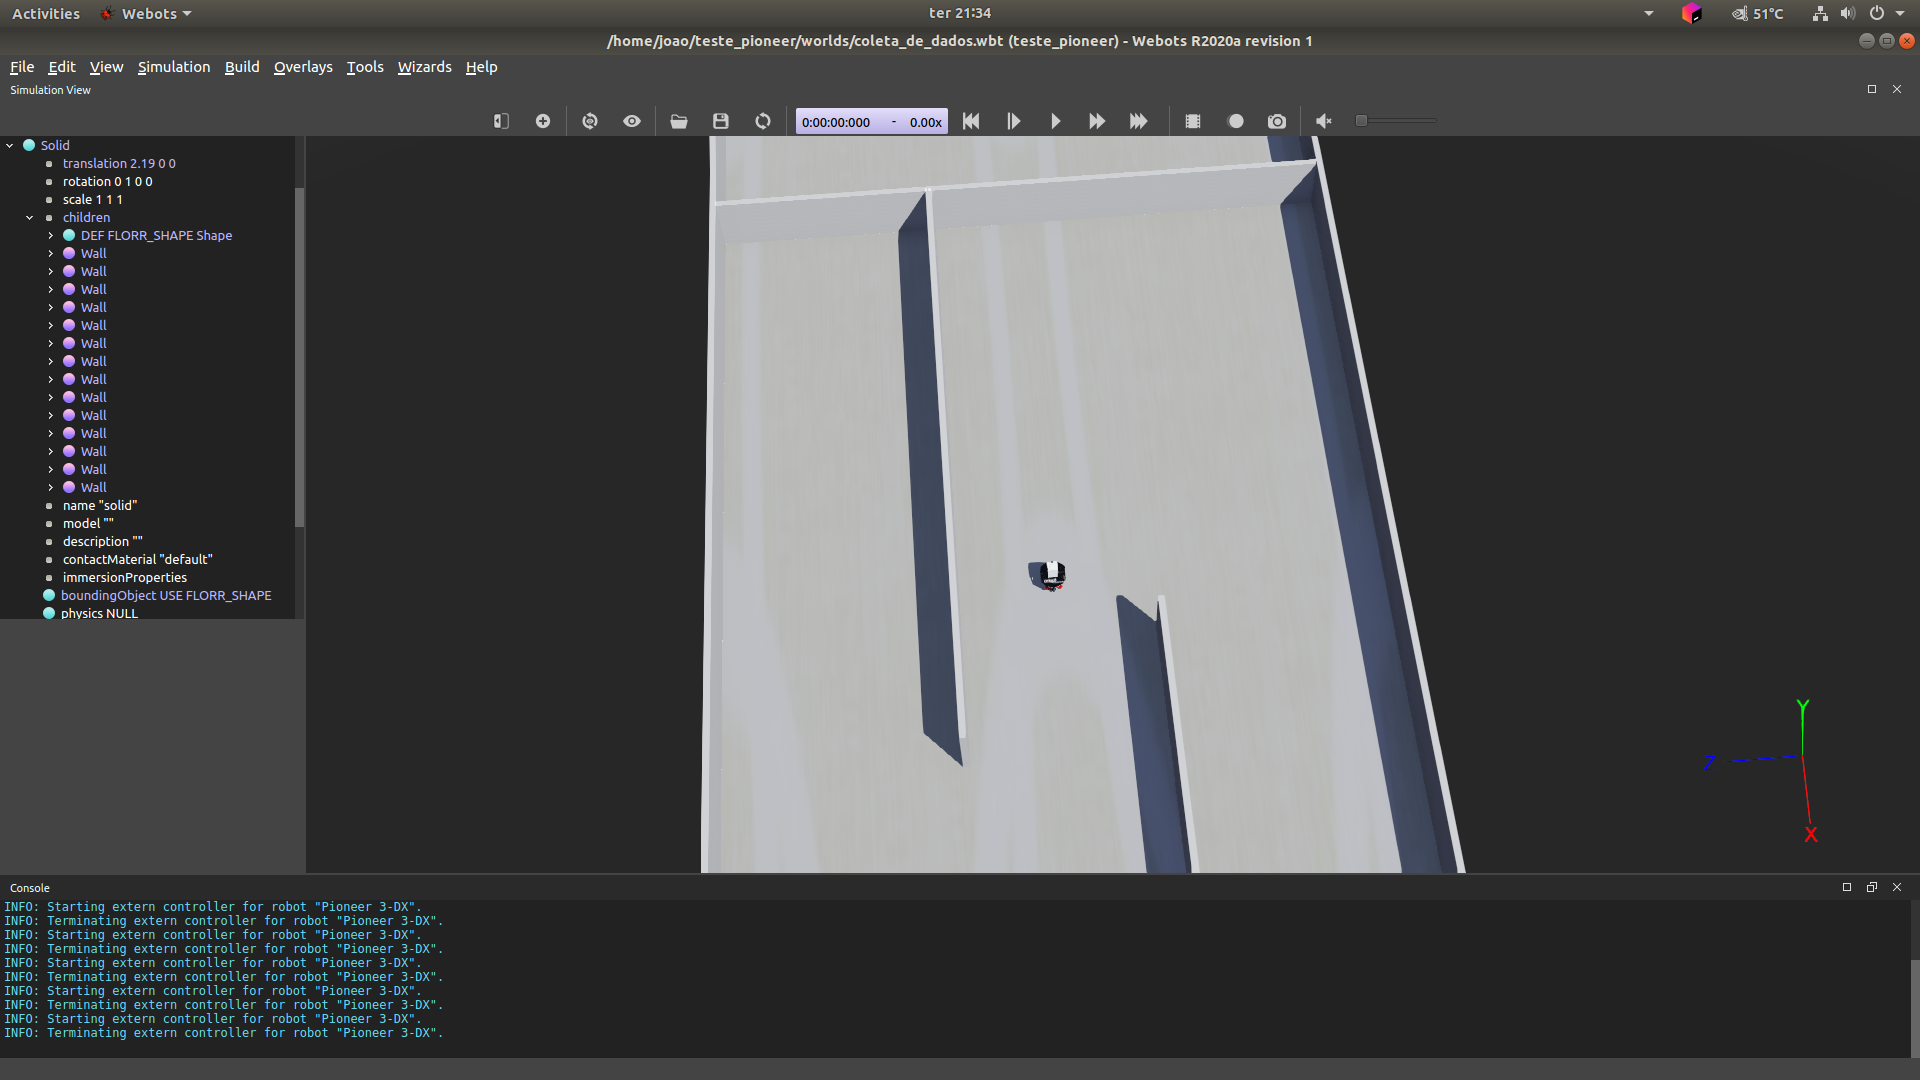 Activities Webots ter 21:34 51°C
/home/joao/teste_pioneer/worlds/coleta_de_dados.wbt (teste_pioneer) - Webots R2020a revision 1
File Edit View Simulation Build Overlays Tools Wizards Help
Simulation View
0:00:00:000 - 0.00x
Solid
translation 2.19 0 0
rotation 0 1 0 0
scale 1 1 1
children
DEF FLORR_SHAPE Shape
Wall
Wall
Wall
Wall
Wall
Wall
Wall
Wall
Wall
Wall
Wall
Wall
Wall
Wall
name "solid"
model ""
description ""
contactMaterial "default"
immersionProperties
boundingObject USE FLORR_SHAPE
physics NULL
Y
Z
X
Console
INFO: Starting extern controller for robot "Pioneer 3-DX".
INFO: Terminating extern controller for robot "Pioneer 3-DX".
INFO: Starting extern controller for robot "Pioneer 3-DX".
INFO: Terminating extern controller for robot "Pioneer 3-DX".
INFO: Starting extern controller for robot "Pioneer 3-DX".
INFO: Terminating extern controller for robot "Pioneer 3-DX".
INFO: Starting extern controller for robot "Pioneer 3-DX".
INFO: Terminating extern controller for robot "Pioneer 3-DX".
INFO: Starting extern controller for robot "Pioneer 3-DX".
INFO: Terminating extern controller for robot "Pioneer 3-DX".